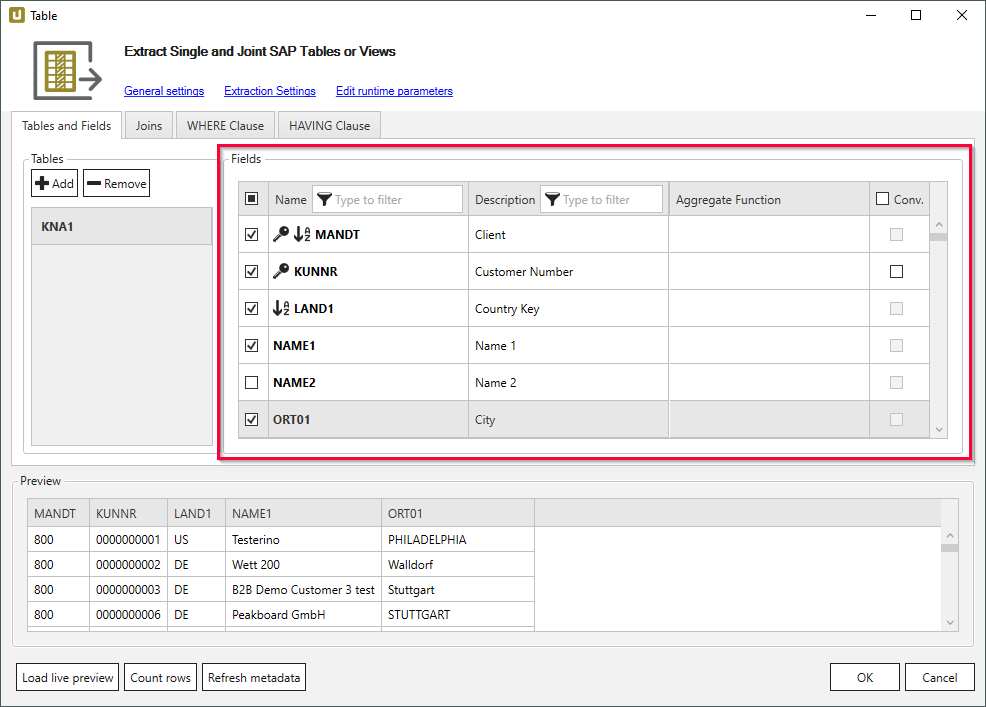 U Table
Extract Single and Joint SAP Tables or Views
General settings Extraction Settings Edit runtime parameters
Tables and Fields Joins WHERE Clause HAVING Clause
Tables
Add Remove
KNA1
Fields
Name Type to filter Description Type to filter Aggregate Function Conv.
MANDT Client
KUNNR Customer Number
LAND1 Country Key
NAME1 Name 1
NAME2 Name 2
ORT01 City
Preview
MANDT KUNNR LAND1 NAME1 ORT01
800 0000000001 US Testerino PHILADELPHIA
800 0000000002 DE Wett 200 Walldorf
800 0000000003 DE B2B Demo Customer 3 test Stuttgart
800 0000000006 DE Peakboard GmbH STUTTGART
Load live preview Count rows Refresh metadata OK Cancel